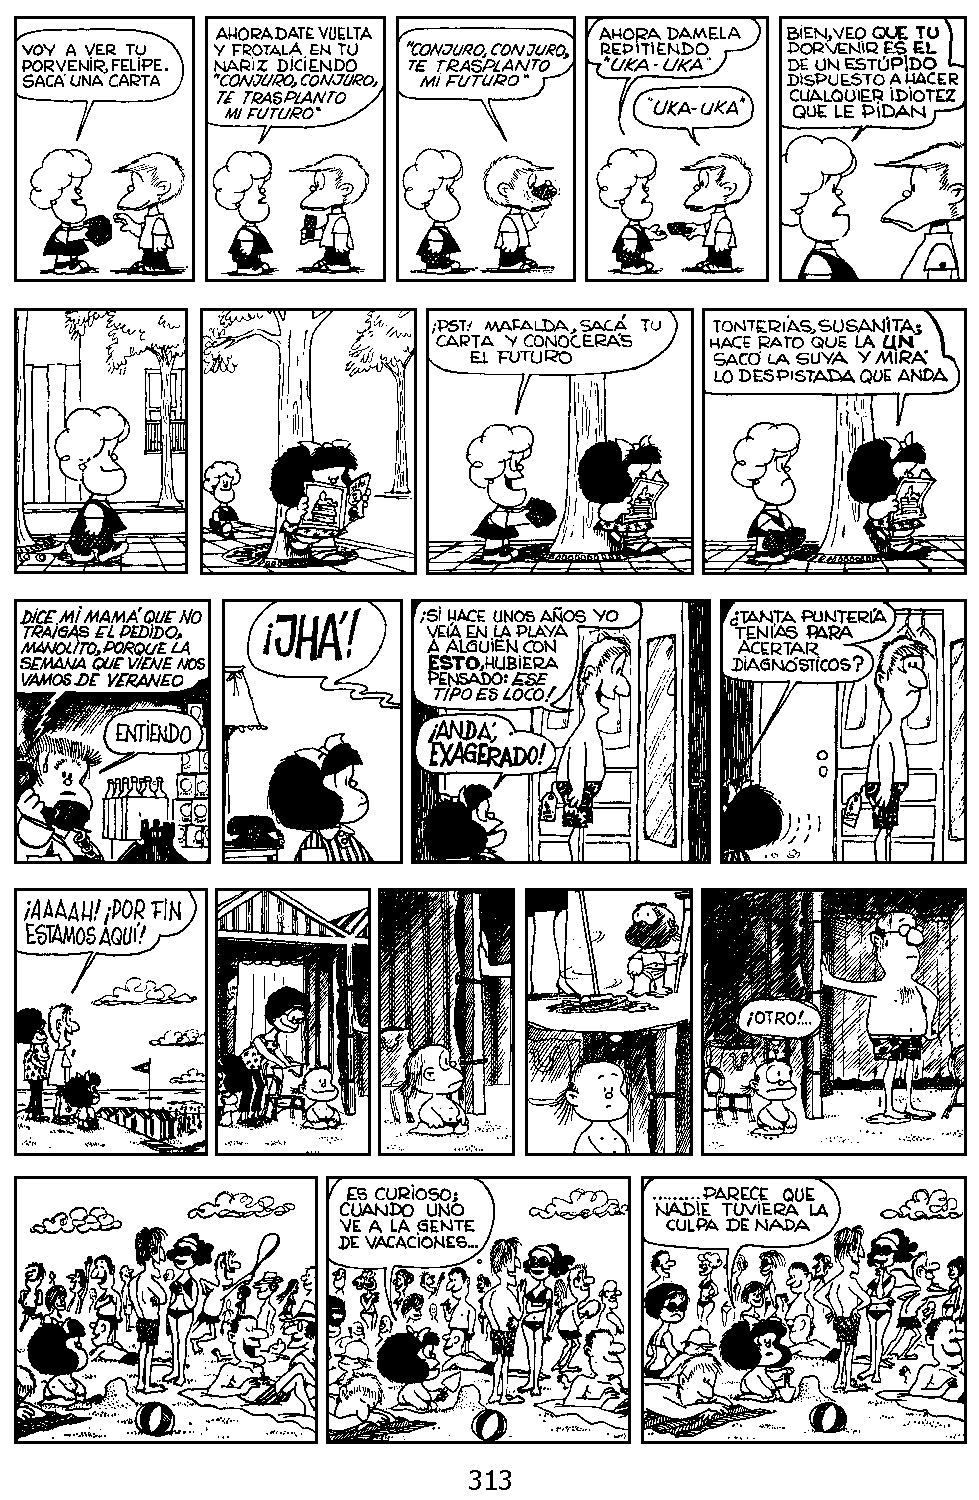 VOY A VER TU
PORVENIR, FELIPE.
SACÁ UNA CARTA
AHORA DATE VUELTA
Y FROTALA EN TU
NARIZ DICIENDO
"CONJURO, CONJURO,
TE TRASPLANTO
MI FUTURO"
"CONJURO, CONJURO,
TE TRASPLANTO
MI FUTURO"
AHORA DAMELA
REPITIENDO
"UKA-UKA"
"UKA-UKA"
BIEN, VEO QUE TU
PORVENIR ES EL
DE UN ESTÚPIDO
DISPUESTO A HACER
CUALQUIER IDIOTEZ
QUE LE PIDAN
¡PST! MAFALDA, SACÁ TU
CARTA Y CONOCERÁS
EL FUTURO
TONTERÍAS, SUSANITA;
HACE RATO QUE LA UN
SACÓ LA SUYA Y MIRÁ
LO DESPISTADA QUE ANDA
DICE MI MAMÁ QUE NO
TRAIGAS EL PEDIDO,
MANOLITO, PORQUE LA
SEMANA QUE VIENE NOS
VAMOS DE VERANEO
ENTIENDO
¡JHA!
¡SI HACE UNOS AÑOS YO
VEÍA EN LA PLAYA
A ALGUIEN CON
ESTO, HUBIERA
PENSADO: ESE
TIPO ES LOCO!
¡ANDÁ,
EXAGERADO!
¿TANTA PUNTERÍA
TENÍAS PARA
ACERTAR
DIAGNÓSTICOS?
¡AAAAH! ¡POR FIN
ESTAMOS AQUÍ!
¡OTRO!...
ES CURIOSO;
CUANDO UNO
VE A LA GENTE
DE VACACIONES...
........PARECE QUE
NADIE TUVIERA LA
CULPA DE NADA
313